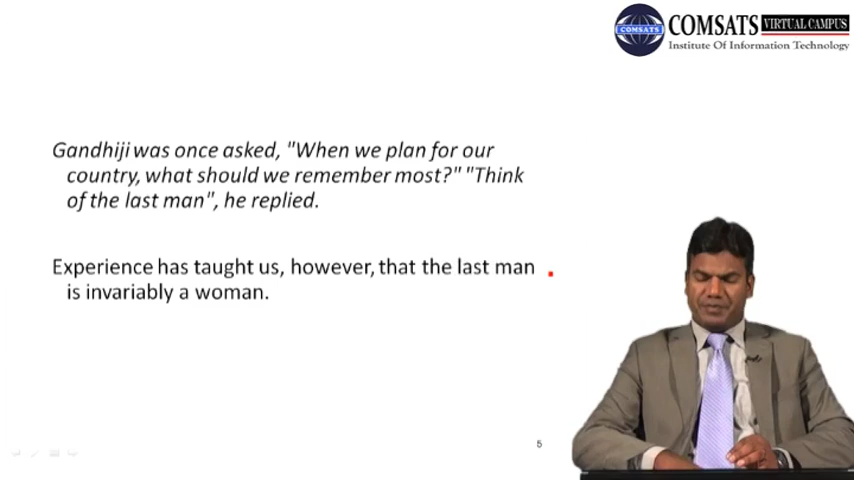 COMSATS VIRTUAL CAMPUS
COMSATS
Institute Of Information Technology
Gandhiji was once asked, "When we plan for our
country, what should we remember most?" "Think
of the last man", he replied.
Experience has taught us, however, that the last man
is invariably a woman.
5